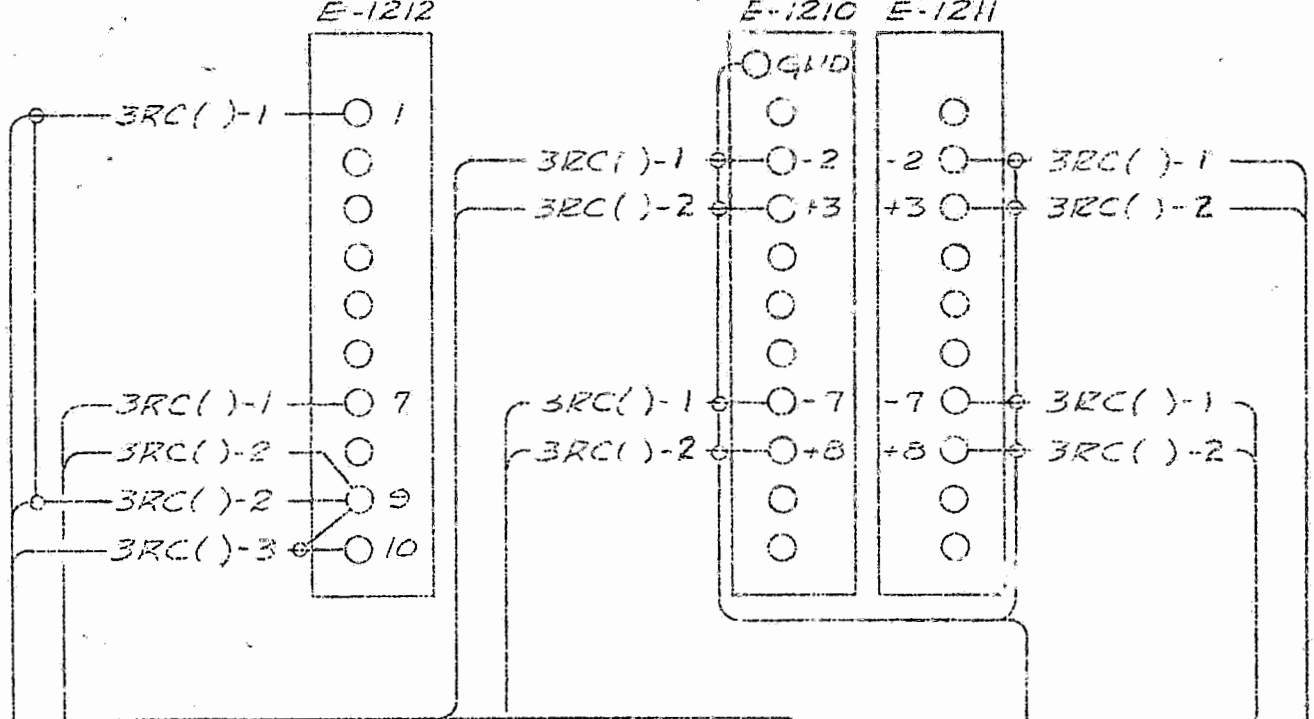 E-1212
E-1210 E-1211
GND
3RC( )-1 1
3RC( )-1 -2 -2 3RC( )-1
3RC( )-2 +3 +3 3RC( )-2
3RC( )-1 7 3RC( )-1 -7 -7 3RC( )-1
3RC( )-2 3RC( )-2 +8 +8 3RC( )-2
3RC( )-2 9
3RC( )-3 10